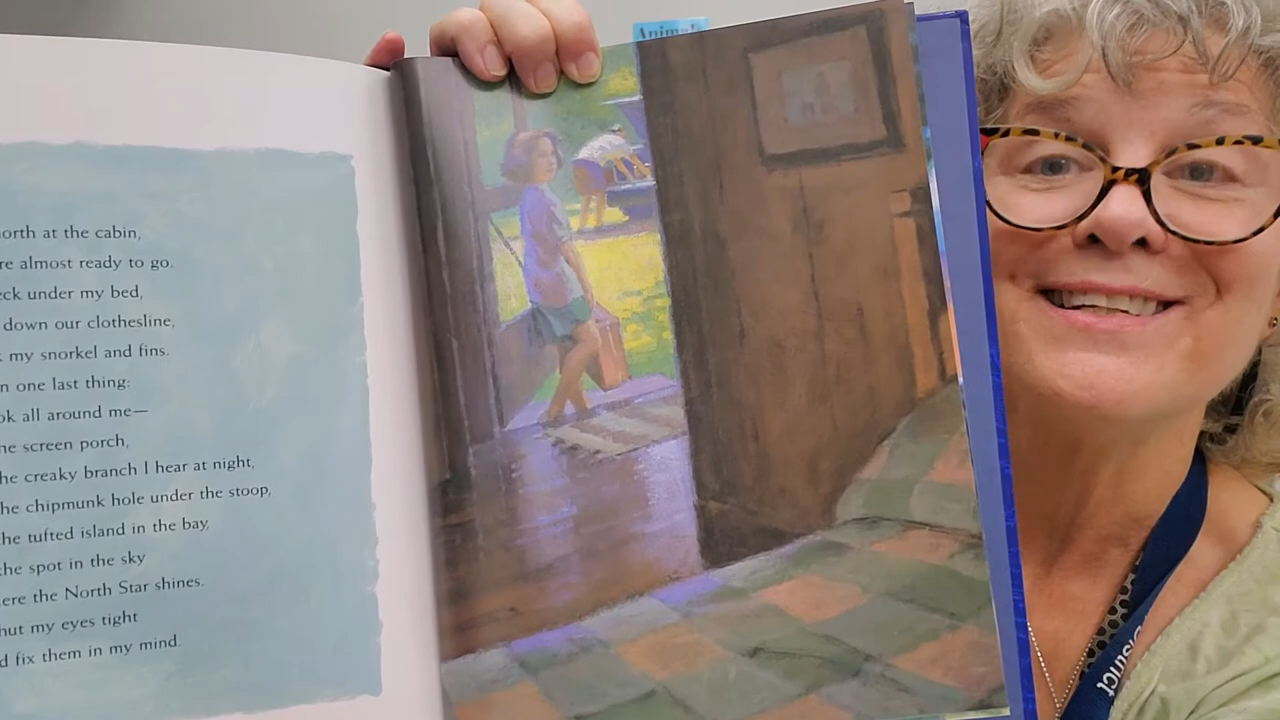 orth at the cabin,
re almost ready to go.
eck under my bed,
down our clothesline,
k my snorkel and fins.
n one last thing:
ok all around me—
he screen porch,
he creaky branch I hear at night,
he chipmunk hole under the stoop,
he tufted island in the bay,
the spot in the sky
ere the North Star shines.
hut my eyes tight
d fix them in my mind.
Animals
District